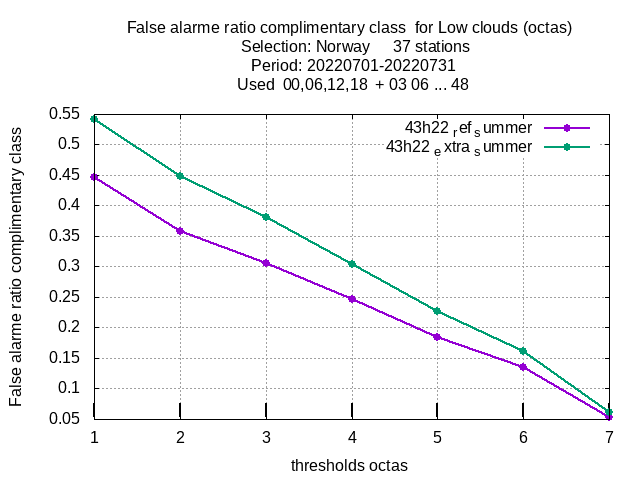 False alarme ratio complimentary class  for Low clouds (octas)
Selection: Norway     37 stations
Period: 20220701-20220731
Used  00,06,12,18  + 03 06 ... 48
43h22 ref summer
43h22 extra summer
False alarme ratio complimentary class
0.55
0.5
0.45
0.4
0.35
0.3
0.25
0.2
0.15
0.1
0.05
1 2 3 4 5 6 7
thresholds octas